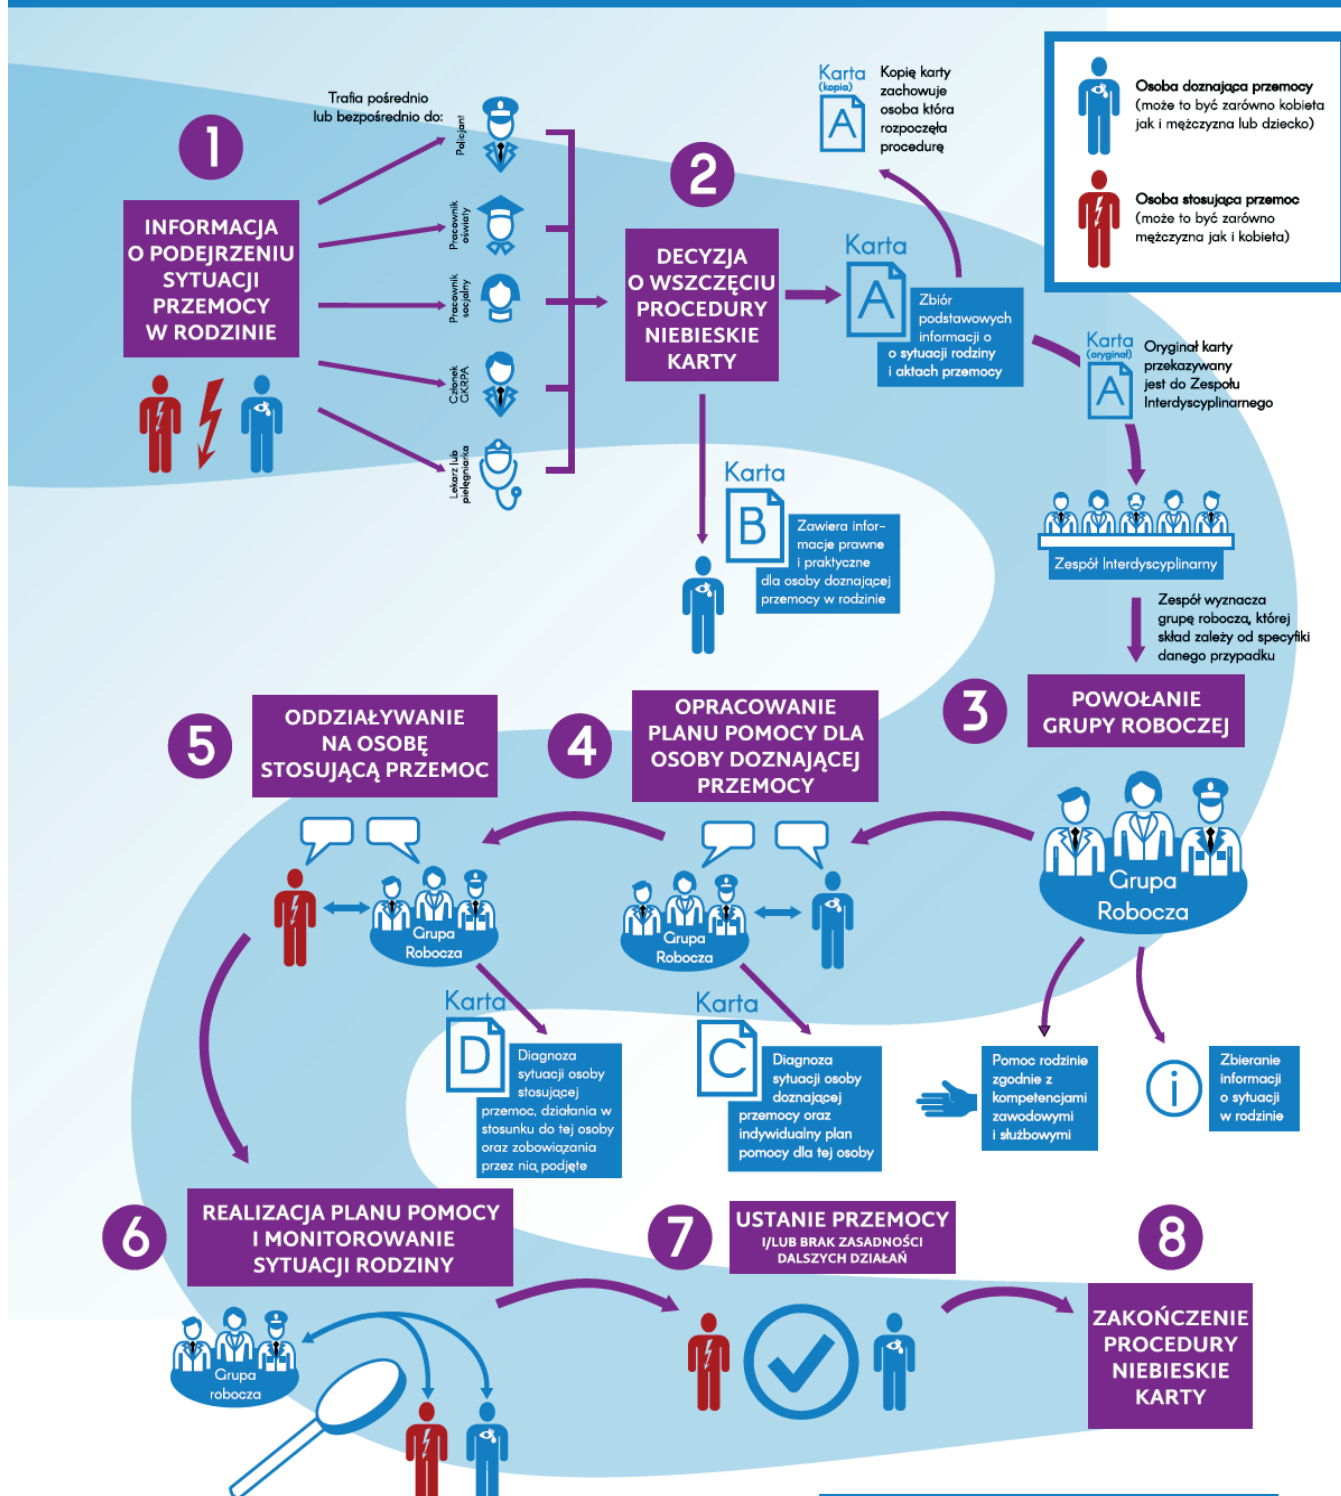 Trafia pośrednio
lub bezpośrednio do:
1
INFORMACJA
O PODEJRZENIU
SYTUACJI
PRZEMOCY
W RODZINIE
Policjant
Pracownik
oświaty
Pracownik
socjalny
Członek
GKRPA
Lekarz lub
pielęgniarka
2
DECYZJA
O WSZCZĘCIU
PROCEDURY
NIEBIESKIE
KARTY
Karta
(kopia)
A
Kopię karty
zachowuje
osoba która
rozpoczęła
procedurę
Karta
A
Zbiór
podstawowych
informacji o
o sytuacji rodziny
i aktach przemocy
Osoba doznająca przemocy
(może to być zarówno kobieta
jak i mężczyzna lub dziecko)
Osoba stosująca przemoc
(może to być zarówno
mężczyzna jak i kobieta)
Karta
(oryginał)
A
Oryginał karty
przekazywany
jest do Zespołu
Interdyscyplinarnego
Karta
B
Zawiera infor-
macje prawne
i praktyczne
dla osoby doznającej
przemocy w rodzinie
Zespół Interdyscyplinarny
Zespół wyznacza
grupę roboczą, której
skład zależy od specyfiki
danego przypadku
3
POWOŁANIE
GRUPY ROBOCZEJ
Grupa
Robocza
Pomoc rodzinie
zgodnie z
kompetencjami
zawodowymi
i służbowymi
i
Zbieranie
informacji
o sytuacji
w rodzinie
4
OPRACOWANIE
PLANU POMOCY DLA
OSOBY DOZNAJĄCEJ
PRZEMOCY
Grupa
Robocza
Karta
C
Diagnoza
sytuacji osoby
doznającej
przemocy oraz
indywidualny plan
pomocy dla tej osoby
5
ODDZIAŁYWANIE
NA OSOBĘ
STOSUJĄCĄ PRZEMOC
Grupa
Robocza
Karta
D
Diagnoza
sytuacji osoby
stosującej
przemoc, działania w
stosunku do tej osoby
oraz zobowiązania
przez nią podjęte
6
REALIZACJA PLANU POMOCY
I MONITOROWANIE
SYTUACJI RODZINY
Grupa
robocza
7
USTANIE PRZEMOCY
I/LUB BRAK ZASADNOŚCI
DALSZYCH DZIAŁAŃ
8
ZAKOŃCZENIE
PROCEDURY
NIEBIESKIE
KARTY